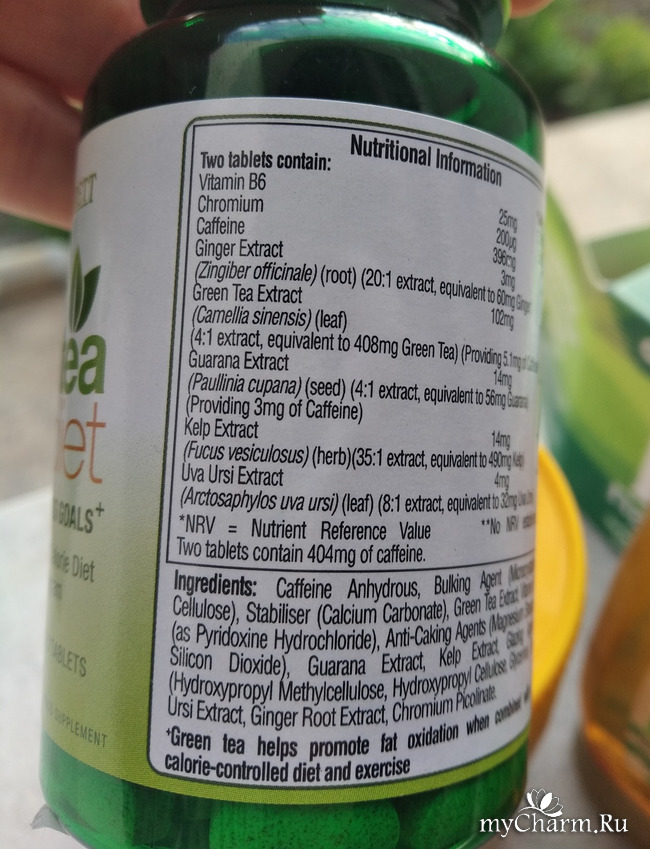 Nutritional Information
Two tablets contain:
Vitamin B6 25mg
Chromium 200µg
Caffeine 396mg
Ginger Extract 3mg
(Zingiber officinale) (root) (20:1 extract, equivalent to 60mg Ginger
Green Tea Extract 102mg
(Camellia sinensis) (leaf)
(4:1 extract, equivalent to 408mg Green Tea) (Providing 5.1mg of
Guarana Extract 14mg
(Paullinia cupana) (seed) (4:1 extract, equivalent to 56mg Guarana)
(Providing 3mg of Caffeine)
Kelp Extract 14mg
(Fucus vesiculosus) (herb)(35:1 extract, equivalent to 490mg Kelp)
Uva Ursi Extract 4mg
(Arctosaphylos uva ursi) (leaf) (8:1 extract, equivalent to 32mg Uva
*NRV = Nutrient Reference Value **No NRV
Two tablets contain 404mg of caffeine.
Ingredients: Caffeine Anhydrous, Bulking Agent
Cellulose), Stabiliser (Calcium Carbonate), Green Tea Extract,
(as Pyridoxine Hydrochloride), Anti-Caking Agents (Magnesium
Silicon Dioxide), Guarana Extract, Kelp Extract,
(Hydroxypropyl Methylcellulose, Hydroxypropyl Cellulose,
Ursi Extract, Ginger Root Extract, Chromium Picolinate.
⁺Green tea helps promote fat oxidation when combined
calorie-controlled diet and exercise
tea
diet
GOALS⁺
Diet
TABLETS
SUPPLEMENT
myCharm.Ru